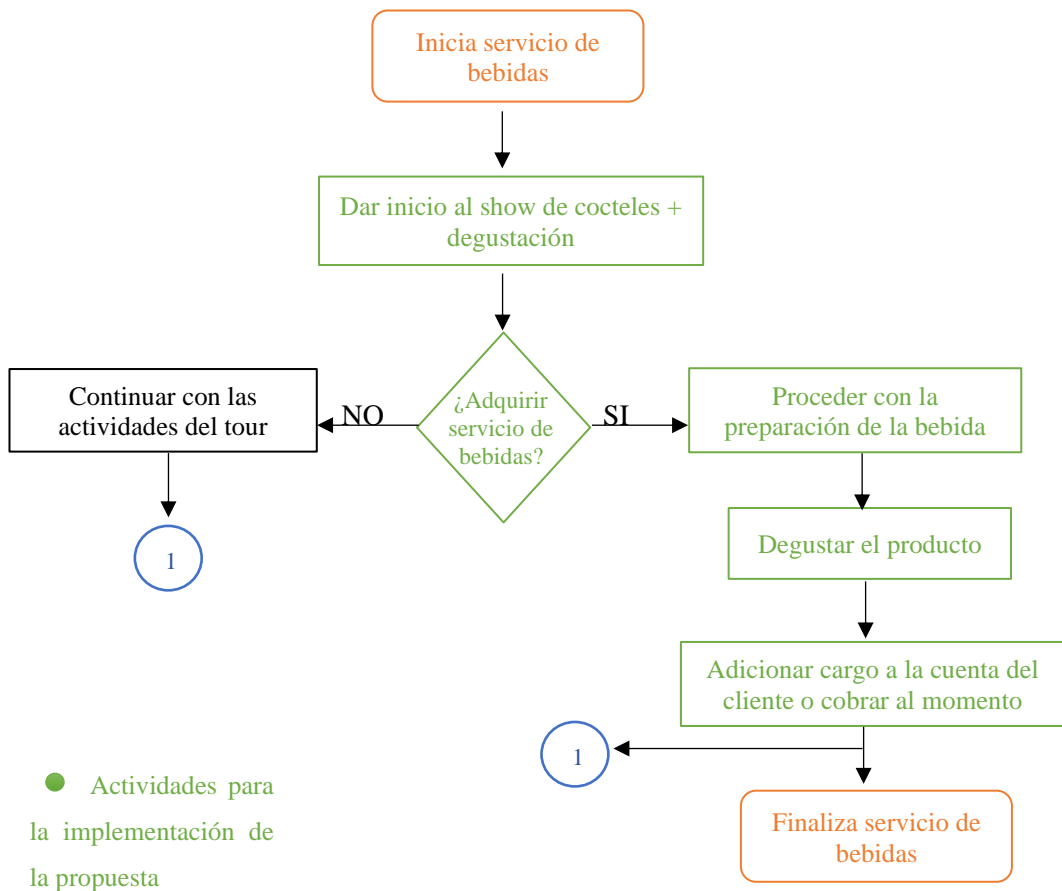 Inicia servicio de
bebidas
Dar inicio al show de cocteles +
degustación
¿Adquirir
servicio de
bebidas?
NO
SI
Continuar con las
actividades del tour
1
Proceder con la
preparación de la bebida
Degustar el producto
Adicionar cargo a la cuenta del
cliente o cobrar al momento
1
Finaliza servicio de
bebidas
Actividades para
la implementación de
la propuesta